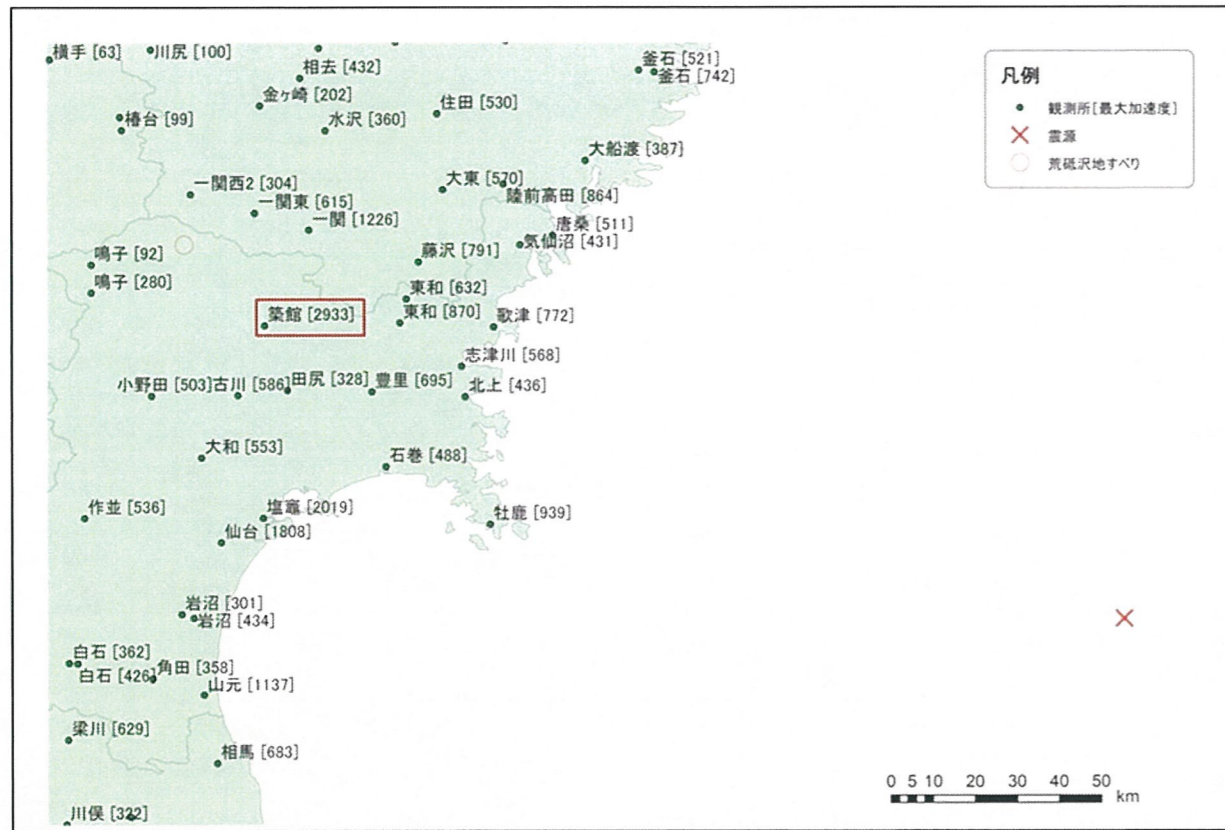 横手 [63]
川尻 [100]
相去 [432]
釜石 [521]
釜石 [742]
金ヶ崎 [202]
住田 [530]
椿台 [99]
水沢 [360]
大船渡 [387]
一関西2 [304]
大東 [570]
陸前高田 [864]
一関東 [615]
一関 [1226]
唐桑 [511]
気仙沼 [431]
鳴子 [92]
藤沢 [791]
鳴子 [280]
東和 [632]
築館 [2933]
東和 [870]
歌津 [772]
志津川 [568]
小野田 [503]
古川 [586]
田尻 [328]
豊里 [695]
北上 [436]
大和 [553]
石巻 [488]
作並 [536]
塩竈 [2019]
牡鹿 [939]
仙台 [1808]
岩沼 [301]
岩沼 [434]
白石 [362]
白石 [426]
角田 [358]
山元 [1137]
梁川 [629]
相馬 [683]
川俣 [322]
凡例
観測所[最大加速度]
震源
荒砥沢地すべり
0 5 10 20 30 40 50
km